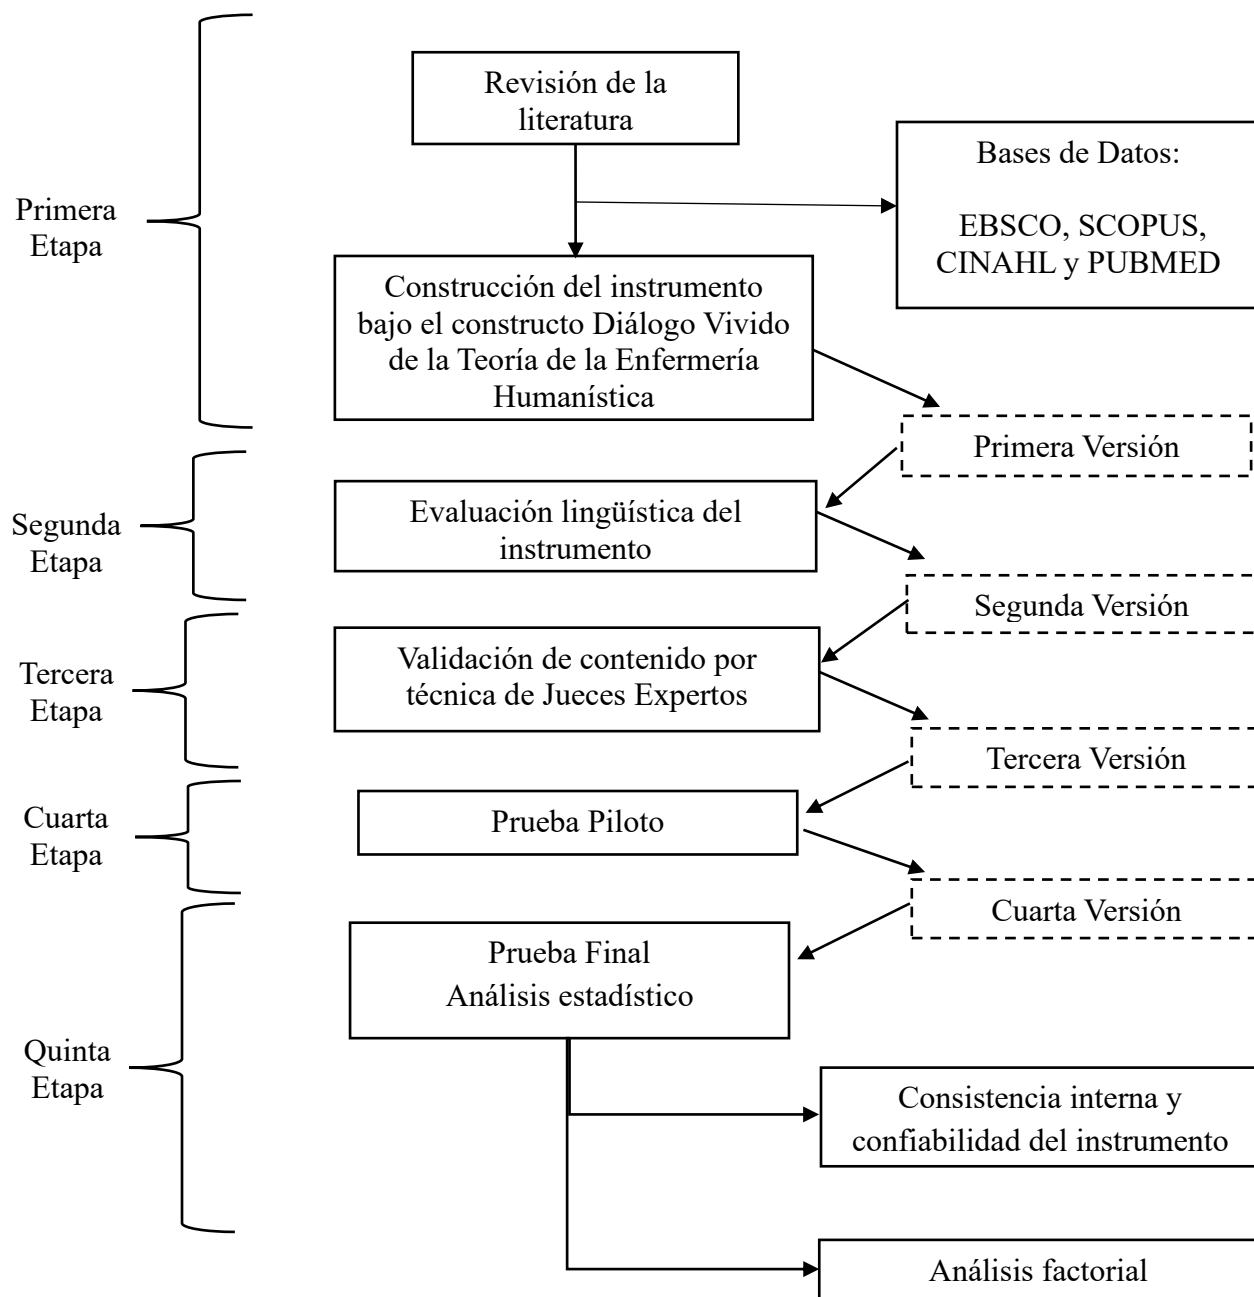 Revisión de la
literatura
Bases de Datos:
EBSCO, SCOPUS,
CINAHL y PUBMED
Primera
Etapa
Construcción del instrumento
bajo el constructo Diálogo Vivido
de la Teoría de la Enfermería
Humanística
Primera Versión
Segunda
Etapa
Evaluación lingüística del
instrumento
Segunda Versión
Tercera
Etapa
Validación de contenido por
técnica de Jueces Expertos
Tercera Versión
Cuarta
Etapa
Prueba Piloto
Cuarta Versión
Quinta
Etapa
Prueba Final
Análisis estadístico
Consistencia interna y
confiabilidad del instrumento
Análisis factorial